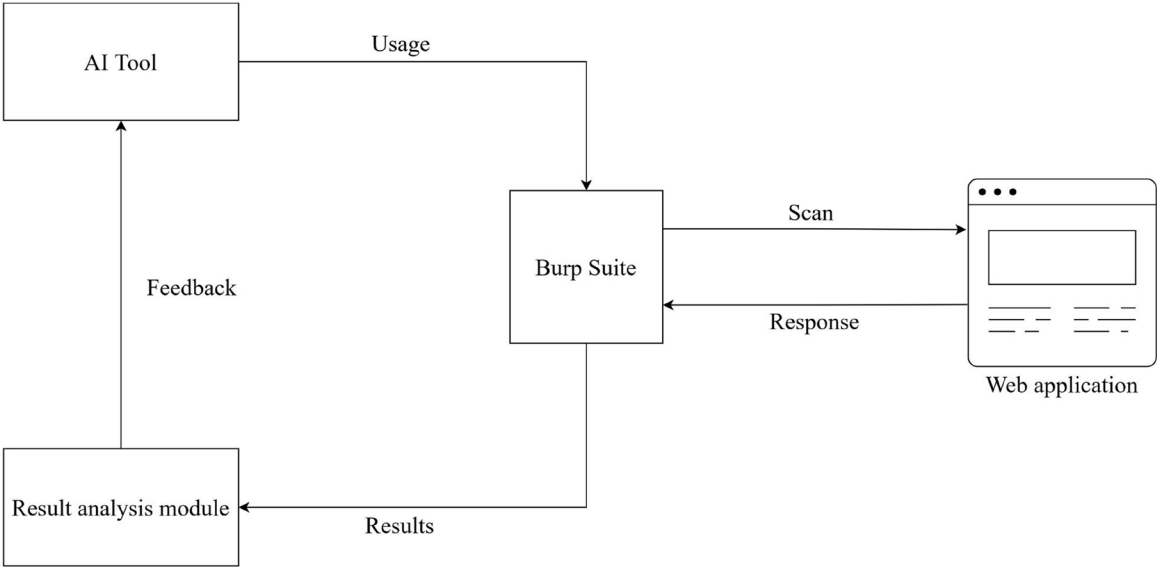 AI Tool
Usage
Burp Suite
Scan
Response
Web application
Feedback
Result analysis module
Results